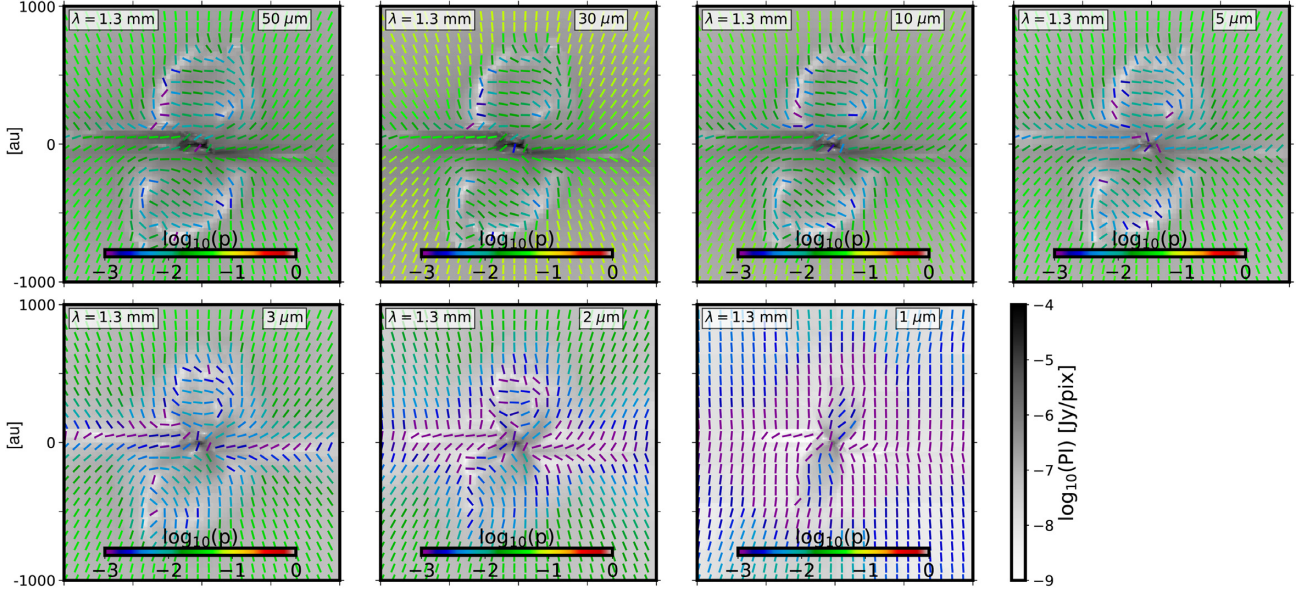 1000
λ = 1.3 mm 50 μm
λ = 1.3 mm 30 μm
λ = 1.3 mm 10 μm
λ = 1.3 mm 5 μm
[au]
0
-1000
log₁₀(p)
−3 −2 −1 0
log₁₀(p)
−3 −2 −1 0
log₁₀(p)
−3 −2 −1 0
log₁₀(p)
−3 −2 −1 0
1000
λ = 1.3 mm 3 μm
λ = 1.3 mm 2 μm
λ = 1.3 mm 1 μm
[au]
0
-1000
log₁₀(p)
−3 −2 −1 0
log₁₀(p)
−3 −2 −1 0
log₁₀(p)
−3 −2 −1 0
−4
−5
−6
−7
−8
−9
log₁₀(PI) [Jy/pix]